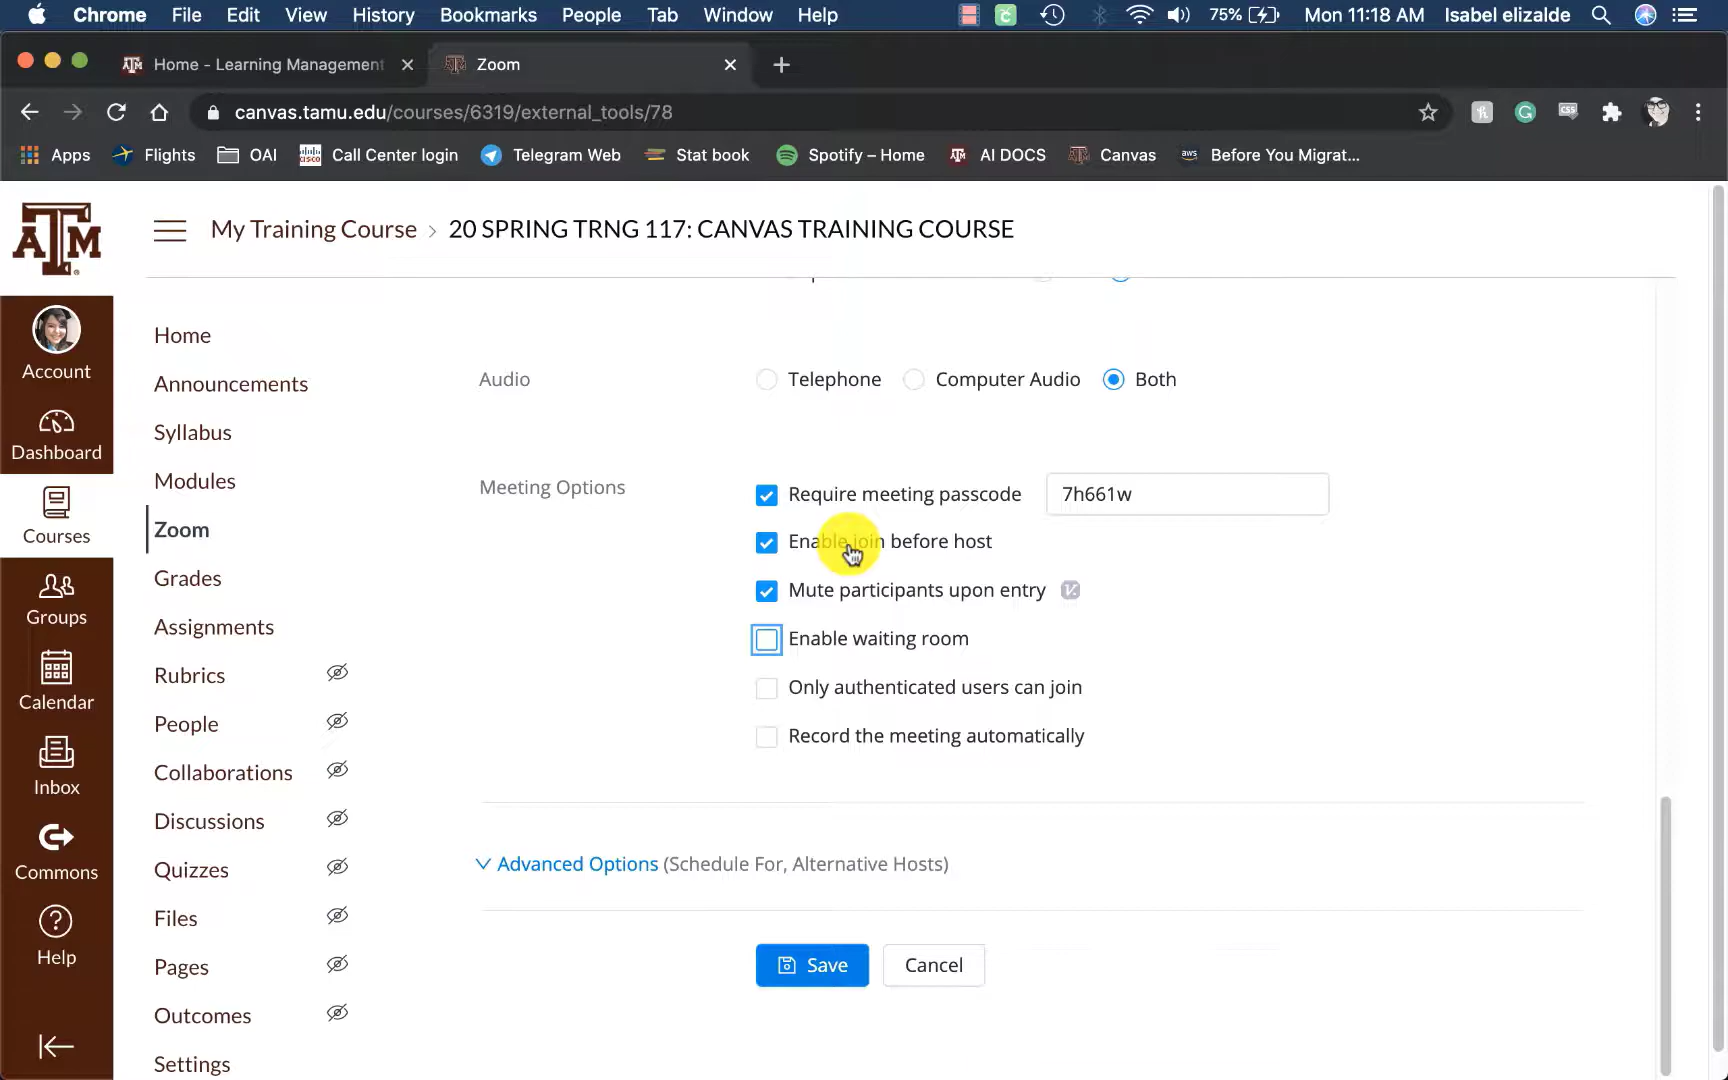 Chrome File Edit View History Bookmarks People Tab Window Help 75% Mon 11:18 AM Isabel elizalde
Home - Learning Management Zoom
canvas.tamu.edu/courses/6319/external_tools/78
Apps Flights OAI Call Center login Telegram Web Stat book Spotify – Home AI DOCS Canvas Before You Migrat...
My Training Course > 20 SPRING TRNG 117: CANVAS TRAINING COURSE
Account
Dashboard
Courses
Groups
Calendar
Inbox
Commons
Help
Home
Announcements
Syllabus
Modules
Zoom
Grades
Assignments
Rubrics
People
Collaborations
Discussions
Quizzes
Files
Pages
Outcomes
Settings
Audio Telephone Computer Audio Both
Meeting Options Require meeting passcode 7h661w
Enable join before host
Mute participants upon entry
Enable waiting room
Only authenticated users can join
Record the meeting automatically
Advanced Options (Schedule For, Alternative Hosts)
Save Cancel